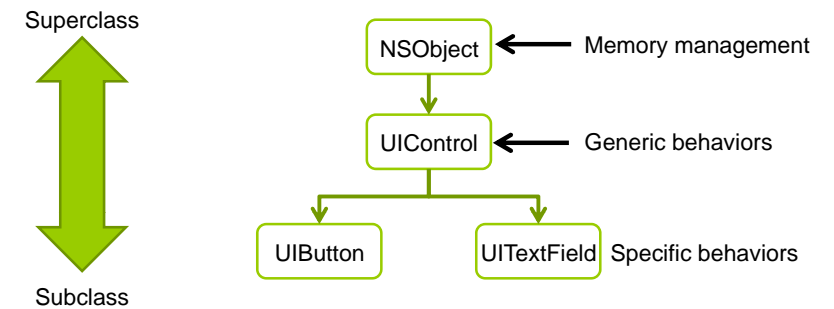 Superclass
NSObject
Memory management
UIControl
Generic behaviors
UIButton
UITextField
Specific behaviors
Subclass